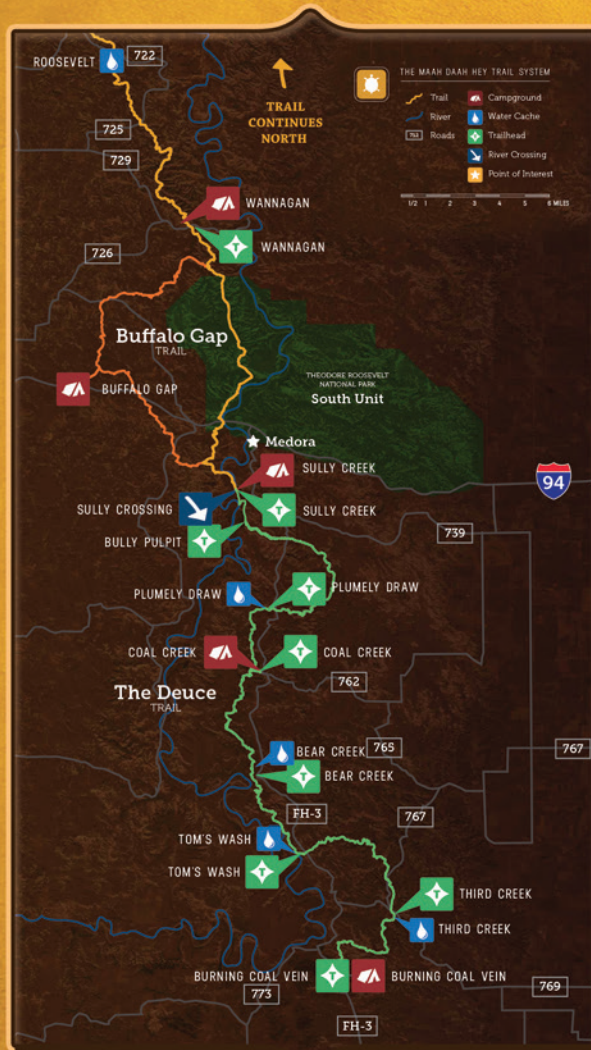 ROOSEVELT
722
TRAIL
CONTINUES
NORTH
THE MAAH DAAH HEY TRAIL SYSTEM
Trail
River
Roads
Campground
Water Cache
Trailhead
River Crossing
Point of Interest
1/2 1 2 3 4 5 6 MILES
725
729
WANNAGAN
T WANNAGAN
726
Buffalo Gap
TRAIL
THEODORE ROOSEVELT
NATIONAL PARK
South Unit
BUFFALO GAP
Medora
SULLY CREEK
94
SULLY CROSSING
T SULLY CREEK
739
BULLY PULPIT T
PLUMELY DRAW
T PLUMELY DRAW
COAL CREEK
T COAL CREEK
762
The Deuce
TRAIL
BEAR CREEK
765
767
T BEAR CREEK
FH-3
767
TOM'S WASH
TOM'S WASH T
T THIRD CREEK
THIRD CREEK
BURNING COAL VEIN T
BURNING COAL VEIN
773
769
FH-3